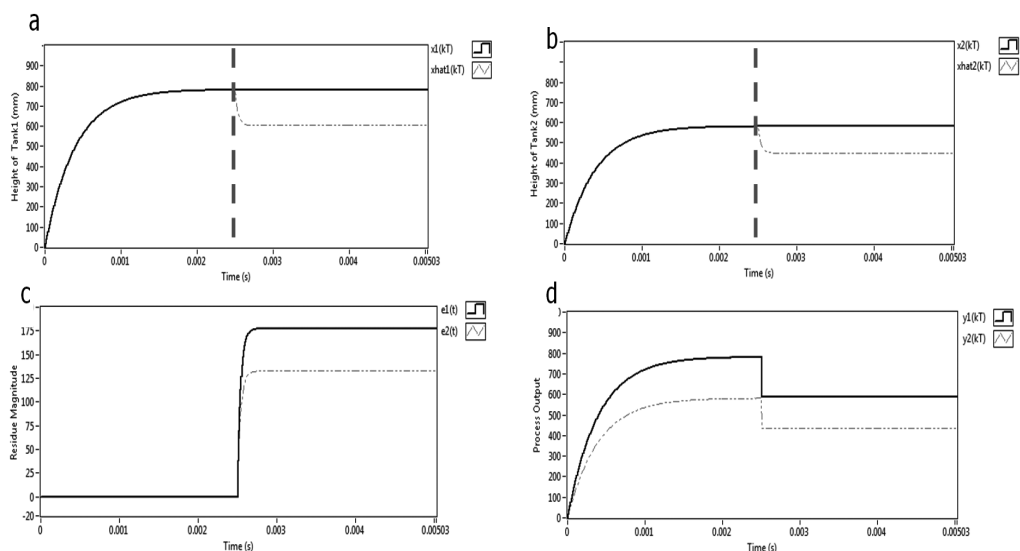 a
x1(kT)
xhat1(kT)
Height of Tank1 (mm)
900
800
700
600
500
400
300
200
100
0
0 0.001 0.002 0.003 0.004 0.00503
Time (s)
b
x2(kT)
xhat2(kT)
Height of Tank2 (mm)
900
800
700
600
500
400
300
200
100
0
0 0.001 0.002 0.003 0.004 0.00503
Time (s)
c
e1(t)
e2(t)
Residue Magnitude
175
150
125
100
75
50
25
0
-20
0 0.001 0.002 0.003 0.004 0.00503
Time (s)
d
y1(kT)
y2(kT)
Process Output
900
800
700
600
500
400
300
200
100
0
0 0.001 0.002 0.003 0.004 0.00503
Time (s)